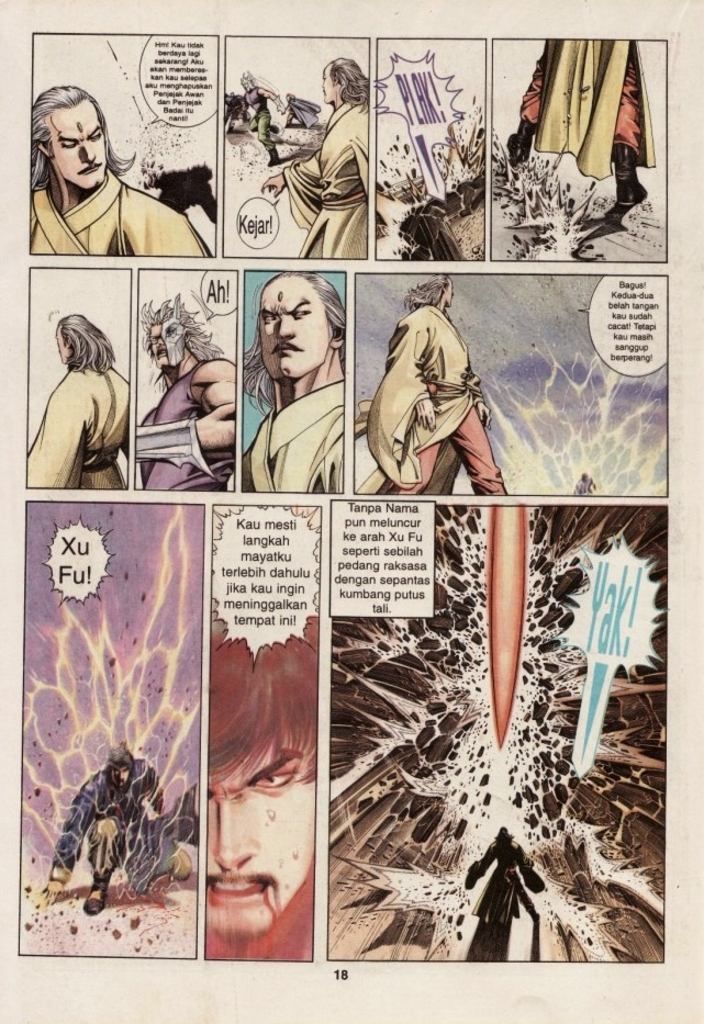 Hm! Kau tidak
berdaya lagi
sekarang! Aku
akan memberes-
kan kau selepas
aku menghapuskan
Penjejak Awan
dan Penjejak
Badai itu
nanti!
Kejar!
PLAK!
Ah!
Bagus!
Kedua-dua
belah tangan
kau sudah
cacat! Tetapi
kau masih
sanggup
berperang!
Xu
Fu!
Kau mesti
langkah
mayatku
terlebih dahulu
jika kau ingin
meninggalkan
tempat ini!
Tanpa Nama
pun meluncur
ke arah Xu Fu
seperti sebilah
pedang raksasa
dengan sepantas
kumbang putus
tali.
Yak!
18